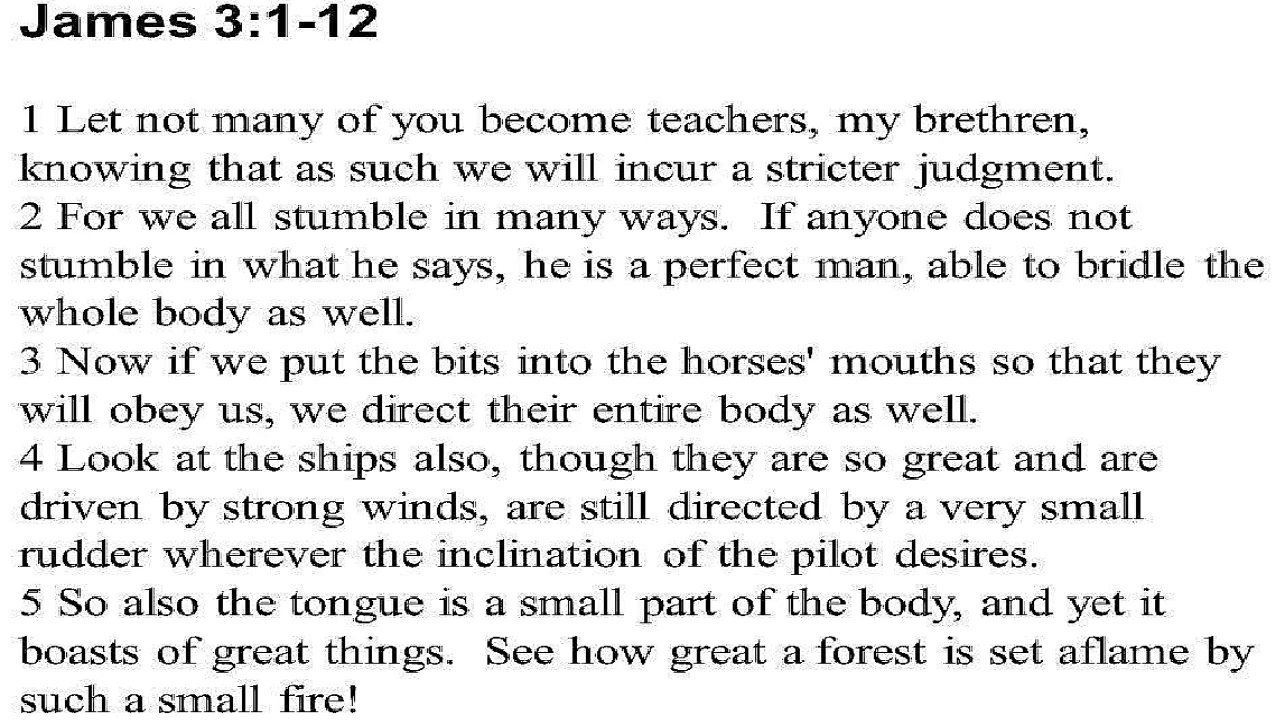 James 3:1-12
1 Let not many of you become teachers, my brethren,
knowing that as such we will incur a stricter judgment.
2 For we all stumble in many ways.  If anyone does not
stumble in what he says, he is a perfect man, able to bridle the
whole body as well.
3 Now if we put the bits into the horses' mouths so that they
will obey us, we direct their entire body as well.
4 Look at the ships also, though they are so great and are
driven by strong winds, are still directed by a very small
rudder wherever the inclination of the pilot desires.
5 So also the tongue is a small part of the body, and yet it
boasts of great things.  See how great a forest is set aflame by
such a small fire!